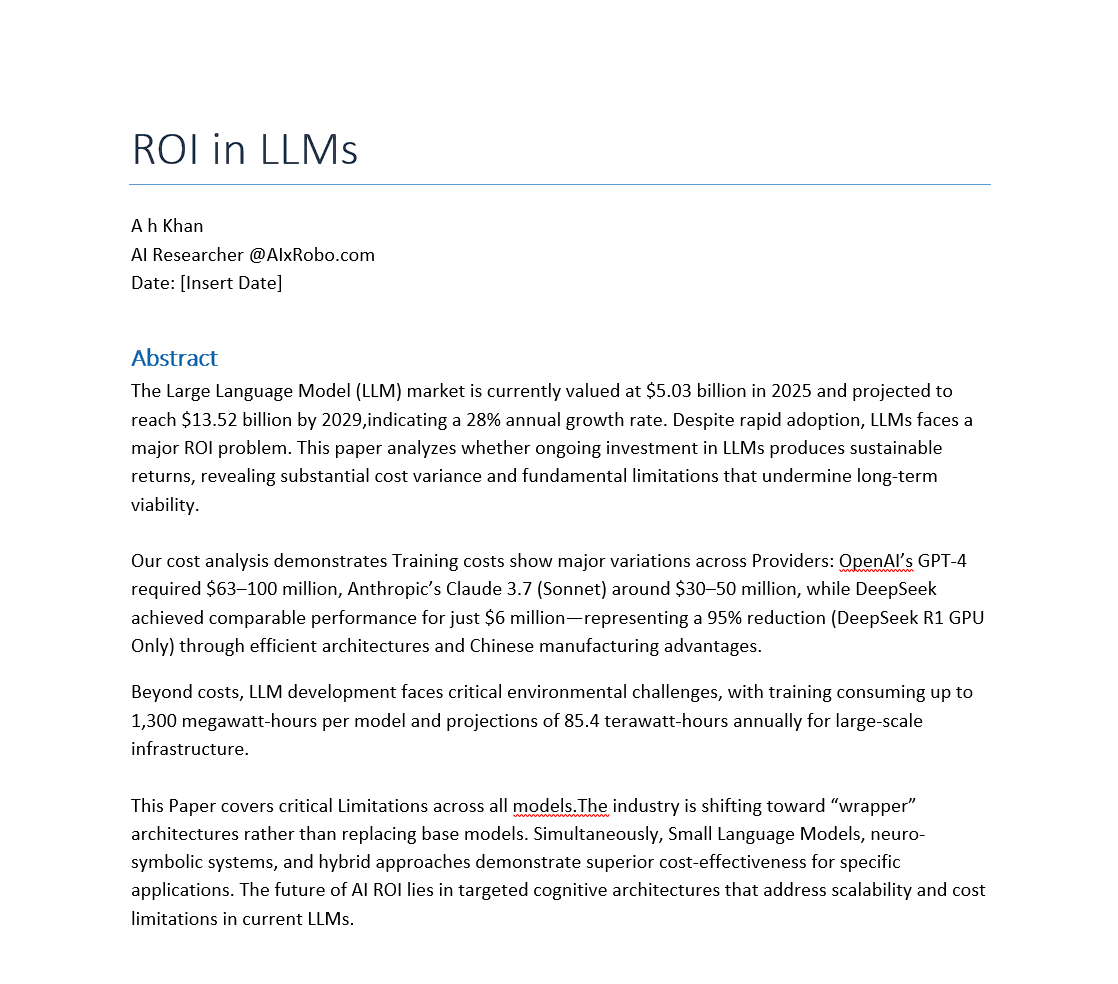 ROI in LLMs
A h Khan
AI Researcher @AIxRobo.com
Date: [Insert Date]
Abstract
The Large Language Model (LLM) market is currently valued at $5.03 billion in 2025 and projected to
reach $13.52 billion by 2029,indicating a 28% annual growth rate. Despite rapid adoption, LLMs faces a
major ROI problem. This paper analyzes whether ongoing investment in LLMs produces sustainable
returns, revealing substantial cost variance and fundamental limitations that undermine long-term
viability.
Our cost analysis demonstrates Training costs show major variations across Providers: OpenAI’s GPT-4
required $63–100 million, Anthropic’s Claude 3.7 (Sonnet) around $30–50 million, while DeepSeek
achieved comparable performance for just $6 million—representing a 95% reduction (DeepSeek R1 GPU
Only) through efficient architectures and Chinese manufacturing advantages.
Beyond costs, LLM development faces critical environmental challenges, with training consuming up to
1,300 megawatt-hours per model and projections of 85.4 terawatt-hours annually for large-scale
infrastructure.
This Paper covers critical Limitations across all models.The industry is shifting toward “wrapper”
architectures rather than replacing base models. Simultaneously, Small Language Models, neuro-
symbolic systems, and hybrid approaches demonstrate superior cost-effectiveness for specific
applications. The future of AI ROI lies in targeted cognitive architectures that address scalability and cost
limitations in current LLMs.